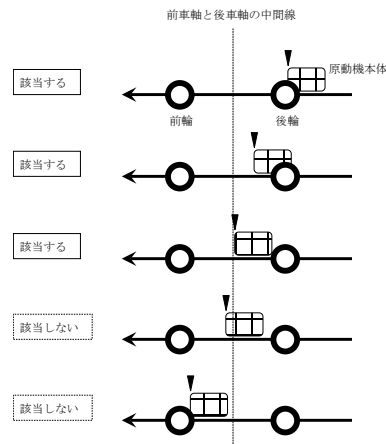 前車軸と後車軸の中間線
該当する
原動機本体
前輪
後輪
該当する
該当する
該当しない
該当しない